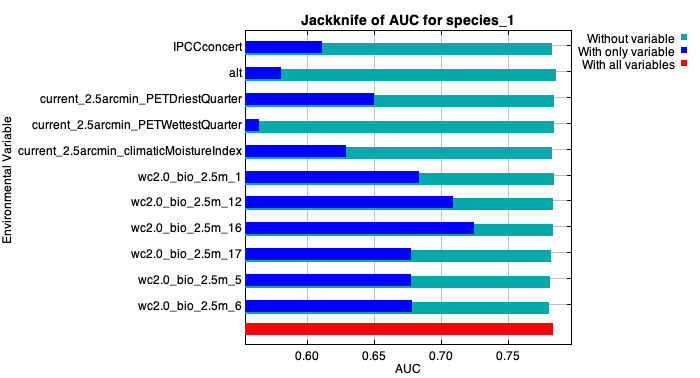 Jackknife of AUC for species_1
Without variable
With only variable
With all variables
Environmental Variable
IPCCconcert
alt
current_2.5arcmin_PETDriestQuarter
current_2.5arcmin_PETWettestQuarter
current_2.5arcmin_climaticMoistureIndex
wc2.0_bio_2.5m_1
wc2.0_bio_2.5m_12
wc2.0_bio_2.5m_16
wc2.0_bio_2.5m_17
wc2.0_bio_2.5m_5
wc2.0_bio_2.5m_6
0.60 0.65 0.70 0.75
AUC